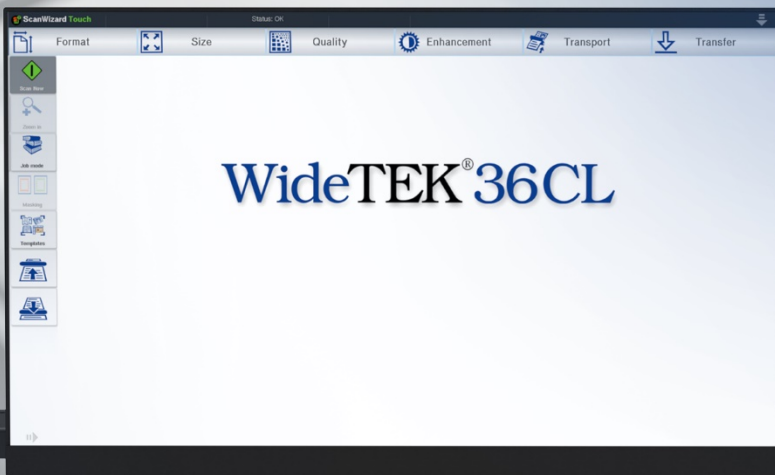 ScanWizard Touch
Status: OK
Format
Size
Quality
Enhancement
Transport
Transfer
Scan Now
Zoom in
Job mode
Modling
Templates
WideTEK® 36CL